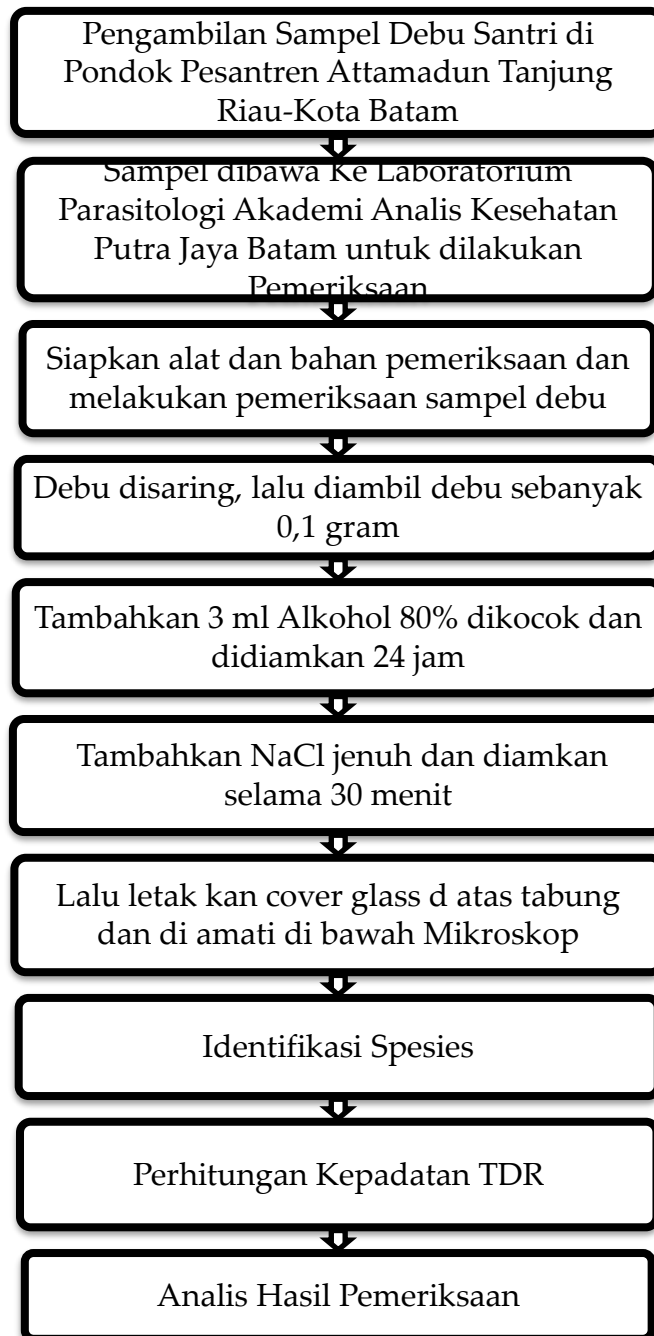 Pengambilan Sampel Debu Santri di
Pondok Pesantren Attamadun Tanjung
Riau-Kota Batam
Sampel dibawa Ke Laboratorium
Parasitologi Akademi Analis Kesehatan
Putra Jaya Batam untuk dilakukan
Pemeriksaan
Siapkan alat dan bahan pemeriksaan dan
melakukan pemeriksaan sampel debu
Debu disaring, lalu diambil debu sebanyak
0,1 gram
Tambahkan 3 ml Alkohol 80% dikocok dan
didiamkan 24 jam
Tambahkan NaCl jenuh dan diamkan
selama 30 menit
Lalu letak kan cover glass d atas tabung
dan di amati di bawah Mikroskop
Identifikasi Spesies
Perhitungan Kepadatan TDR
Analis Hasil Pemeriksaan